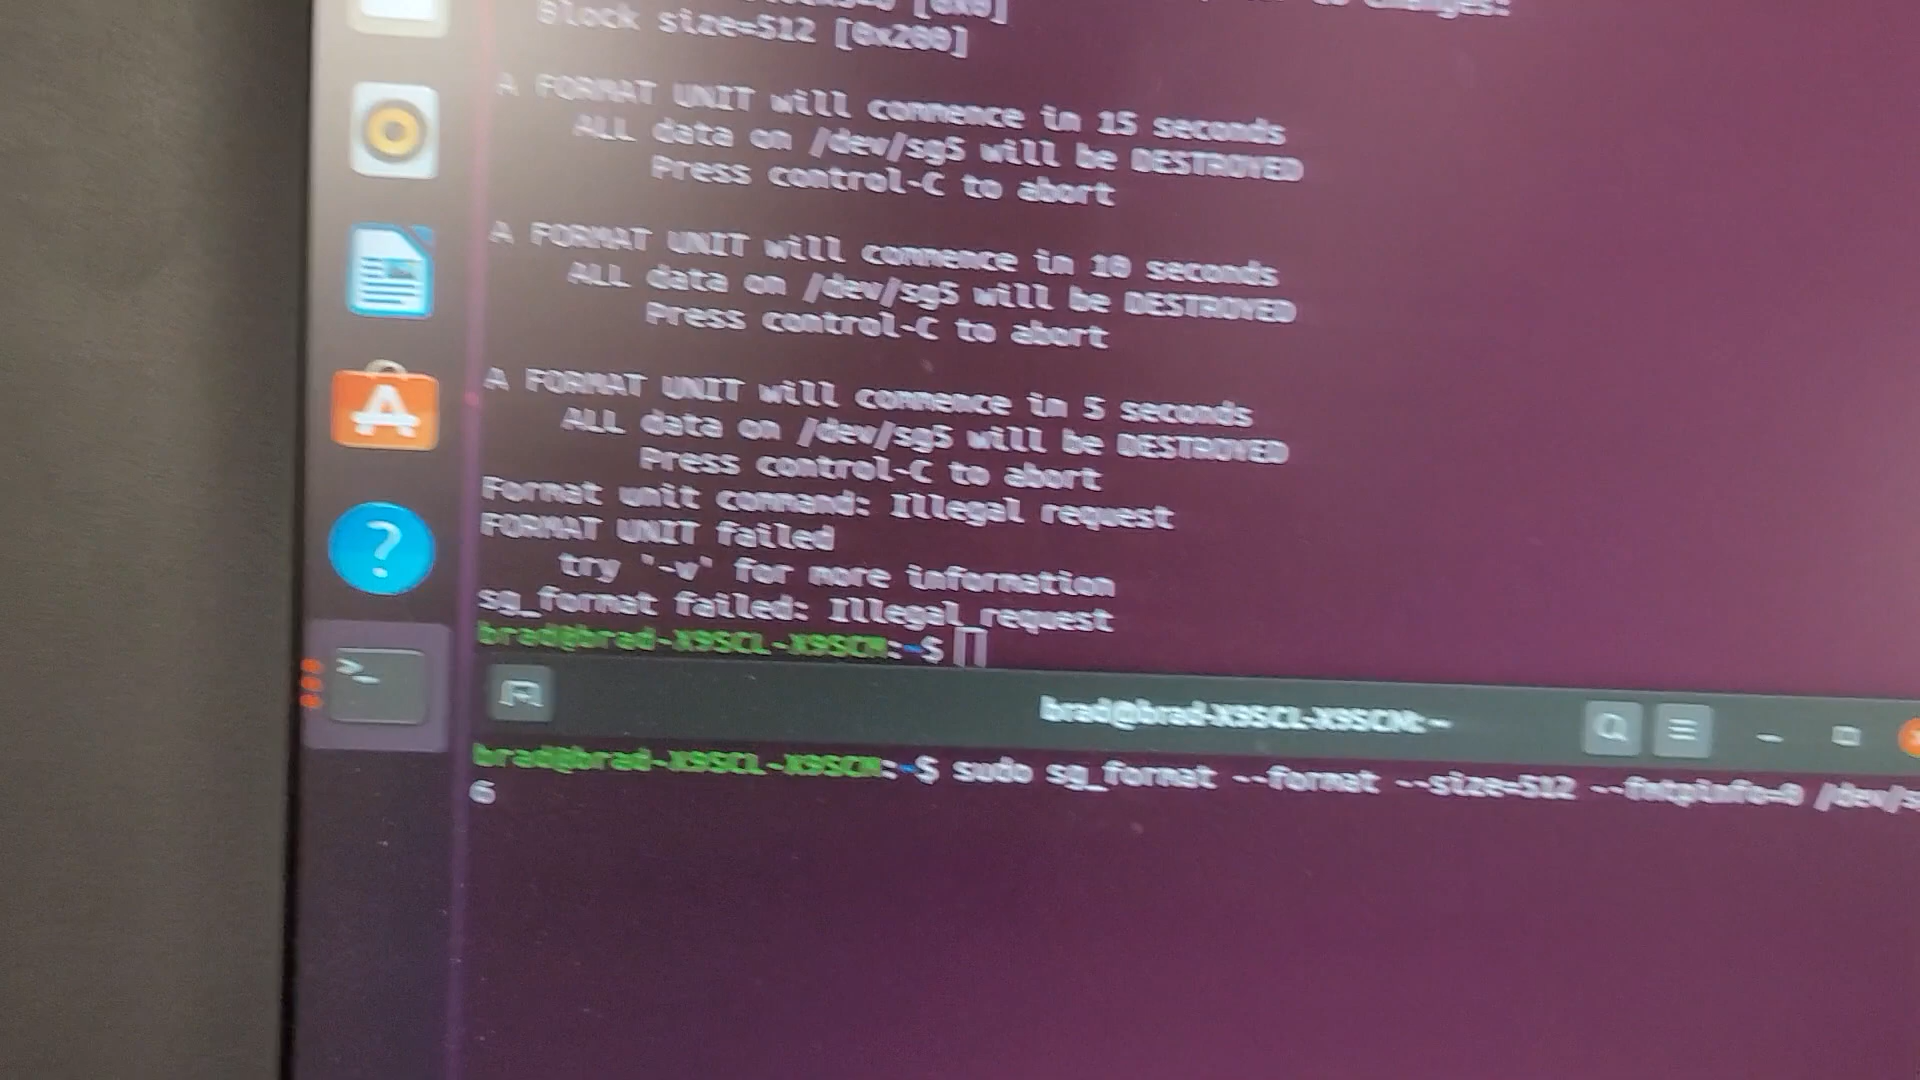 [0x0] to changes:
Block size=512 [0x200]
A FORMAT UNIT will commence in 15 seconds
ALL data on /dev/sg5 will be DESTROYED
Press control-C to abort
A FORMAT UNIT will commence in 10 seconds
ALL data on /dev/sg5 will be DESTROYED
Press control-C to abort
A FORMAT UNIT will commence in 5 seconds
ALL data on /dev/sg5 will be DESTROYED
Press control-C to abort
Format unit command: Illegal request
FORMAT UNIT failed
try '-v' for more information
sg_format failed: Illegal request
brad@brad-X9SCL-X9SCM:~$
brad@brad-X9SCL-X9SCM: ~
brad@brad-X9SCL-X9SCM:~$ sudo sg_format --format --size=512 --fmtpinfo=0 /dev/s
6